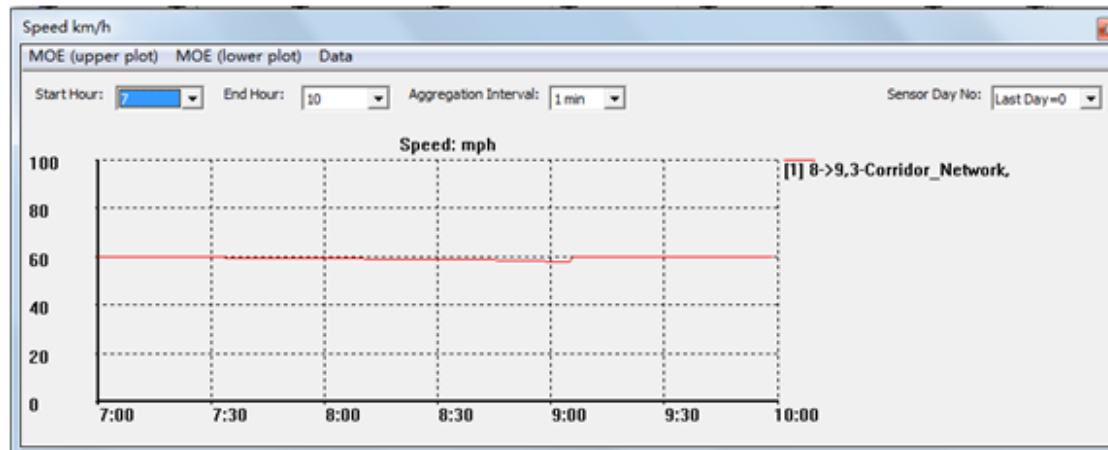 Speed km/h
MOE (upper plot) MOE (lower plot) Data
Start Hour: 7 End Hour: 10 Aggregation Interval: 1 min Sensor Day No: Last Day=0
Speed: mph
100
[1] 8->9,3-Corridor_Network,
80
60
40
20
0
7:00 7:30 8:00 8:30 9:00 9:30 10:00